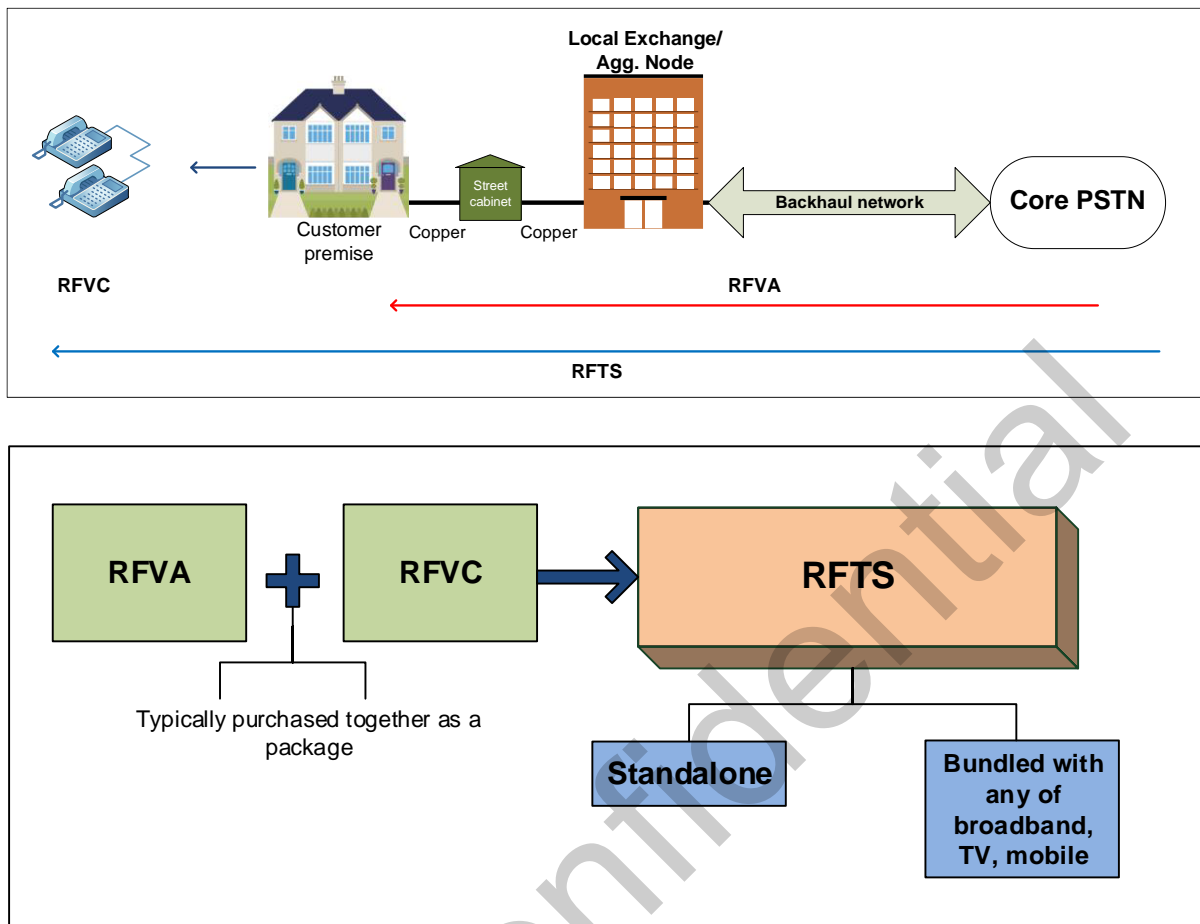 Local Exchange/
Agg. Node
Street
cabinet
Backhaul network
Core PSTN
Customer
premise
Copper
Copper
RFVC
RFVA
RFTS
RFVA
RFVC
RFTS
Typically purchased together as a
package
Standalone
Bundled with
any of
broadband,
TV, mobile
nfidential